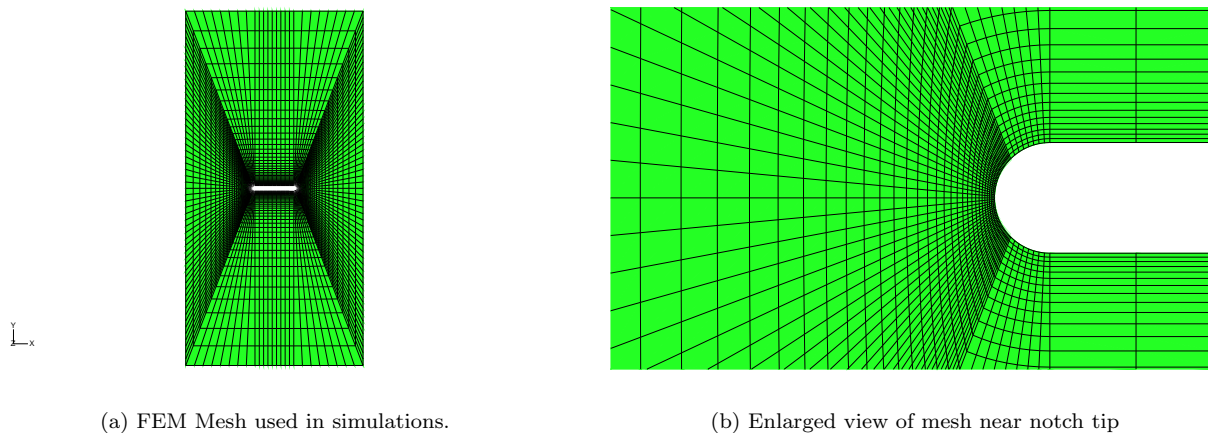 Y
Z X
(a) FEM Mesh used in simulations.
(b) Enlarged view of mesh near notch tip